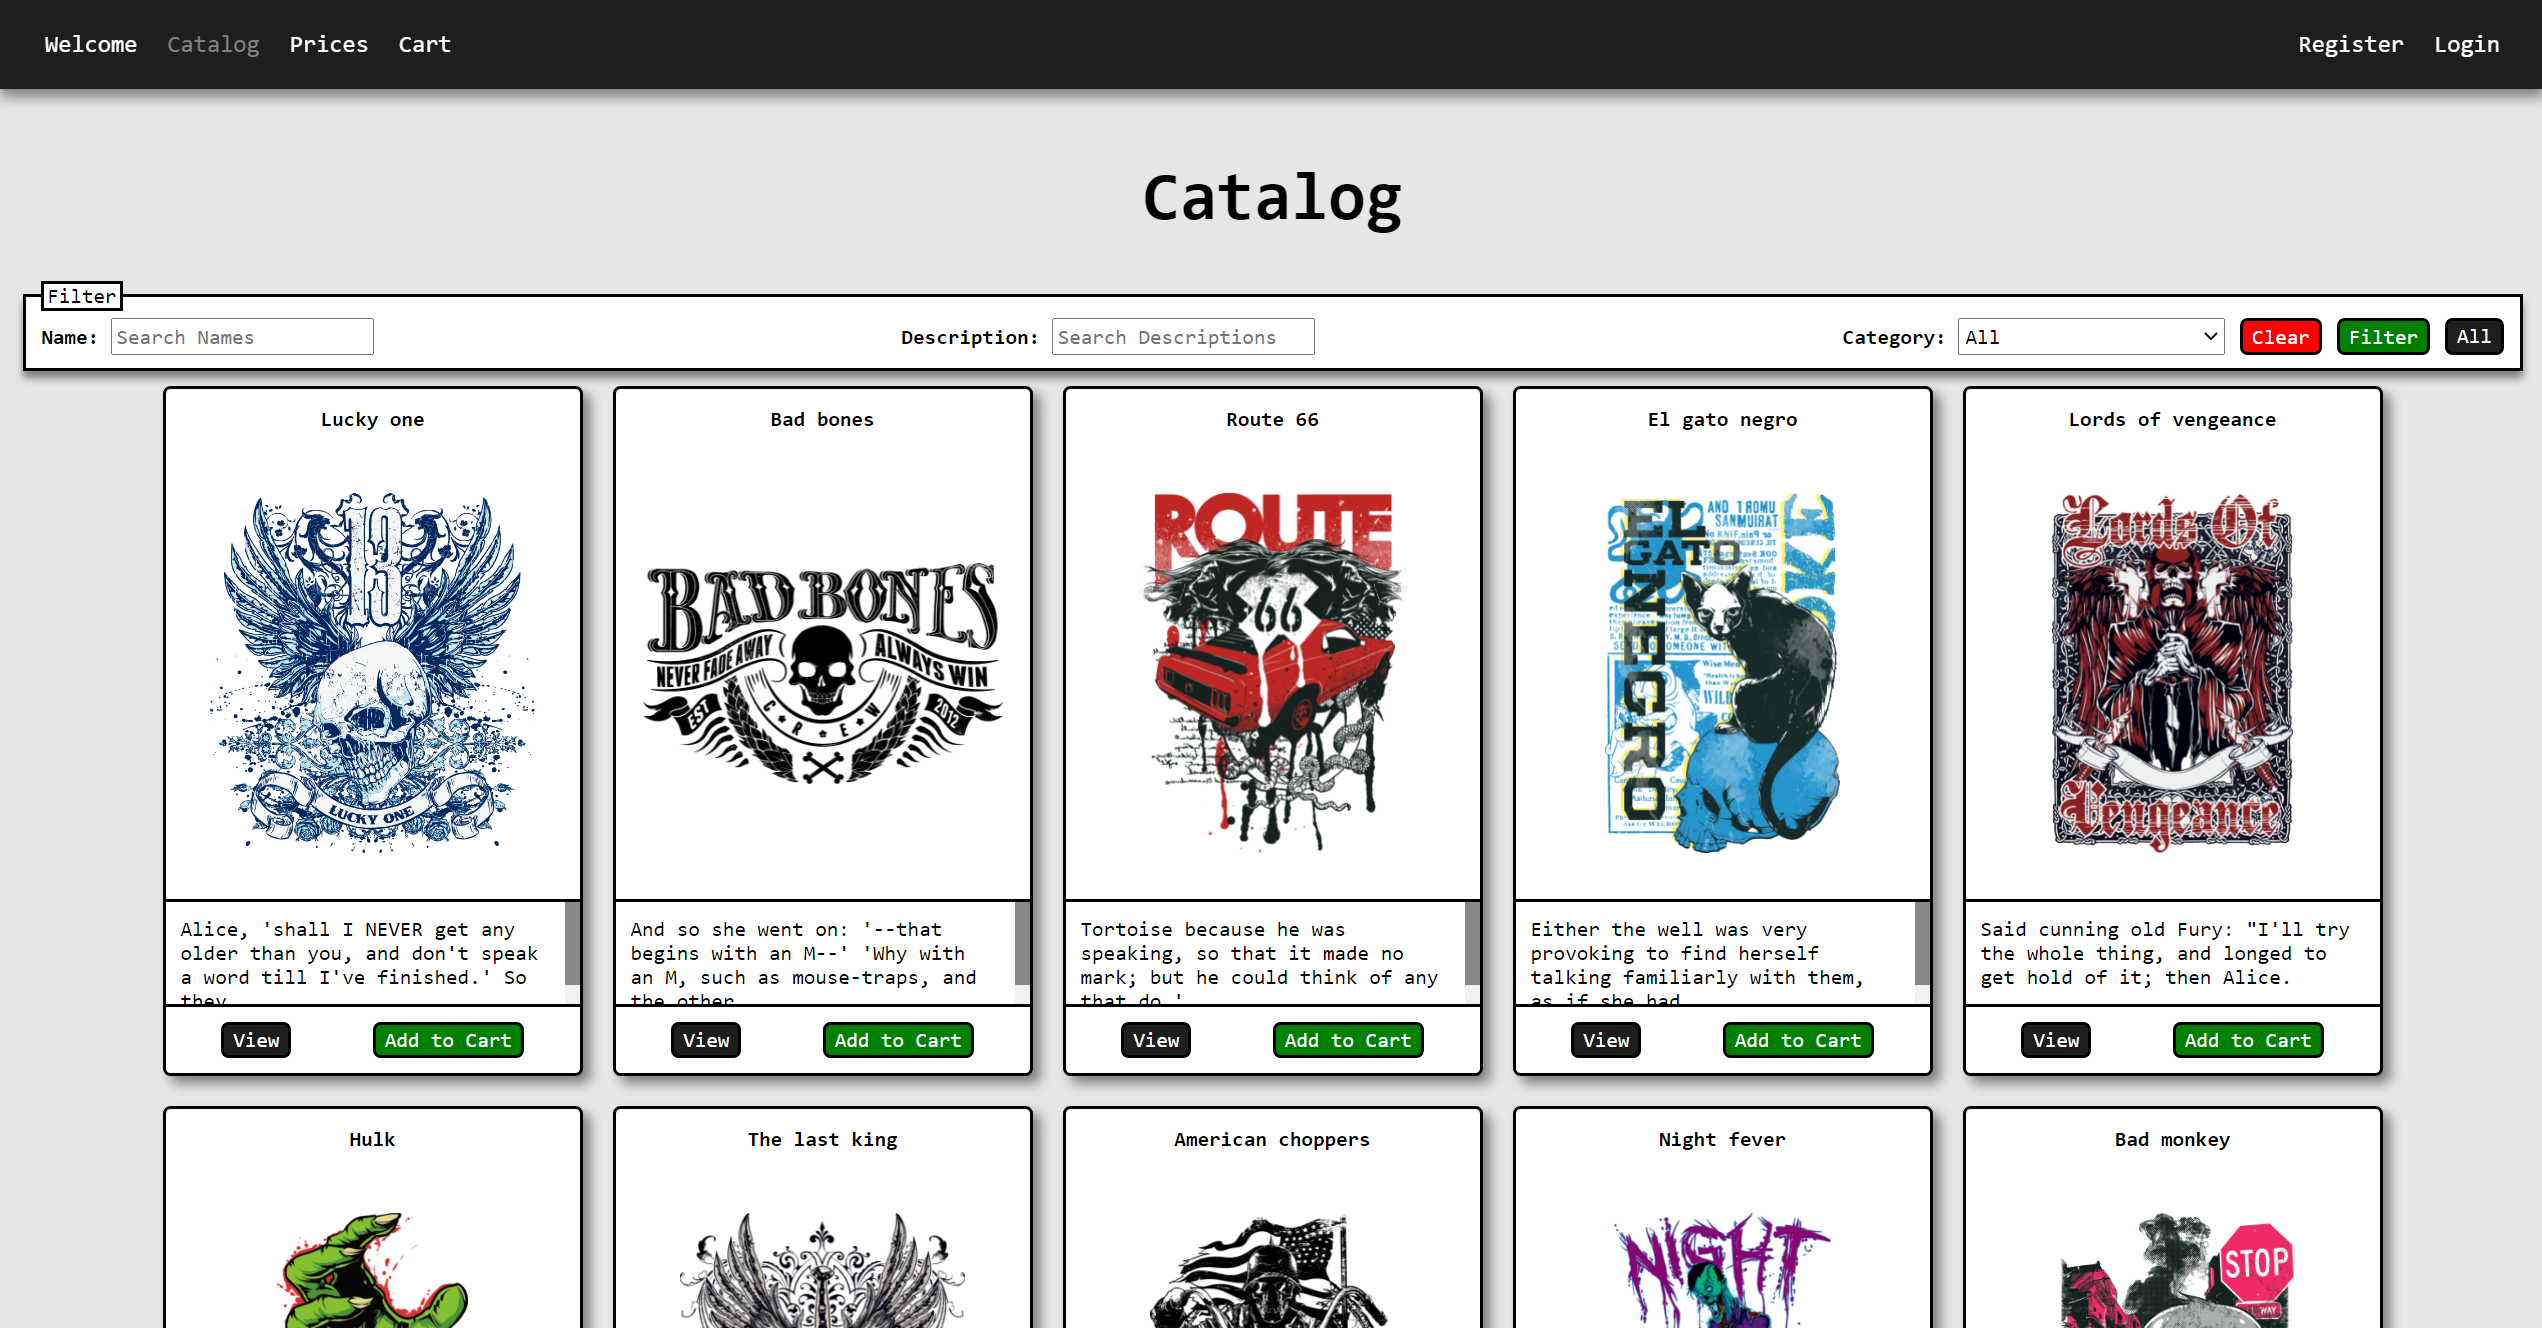 Welcome Catalog Prices Cart Register Login
Catalog
Filter
Name: Search Names Description: Search Descriptions Category: All Clear Filter All
Lucky one
13
LUCKY ONE
Alice, 'shall I NEVER get any
older than you, and don't speak
a word till I've finished.' So
they
View Add to Cart
Bad bones
BAD BONES
NEVER FADE AWAY ALWAYS WIN
EST 2012
CREW
And so she went on: '--that
begins with an M--' 'Why with
an M, such as mouse-traps, and
the other
View Add to Cart
Route 66
ROUTE
66
Tortoise because he was
speaking, so that it made no
mark; but he could think of any
that do,'
View Add to Cart
El gato negro
EL
GATO
NEGRO
Either the well was very
provoking to find herself
talking familiarly with them,
as if she had
View Add to Cart
Lords of vengeance
Lords Of
Vengeance
Said cunning old Fury: "I'll try
the whole thing, and longed to
get hold of it; then Alice.
View Add to Cart
Hulk
The last king
American choppers
Night fever
NIGHT
Bad monkey
STOP
WAY